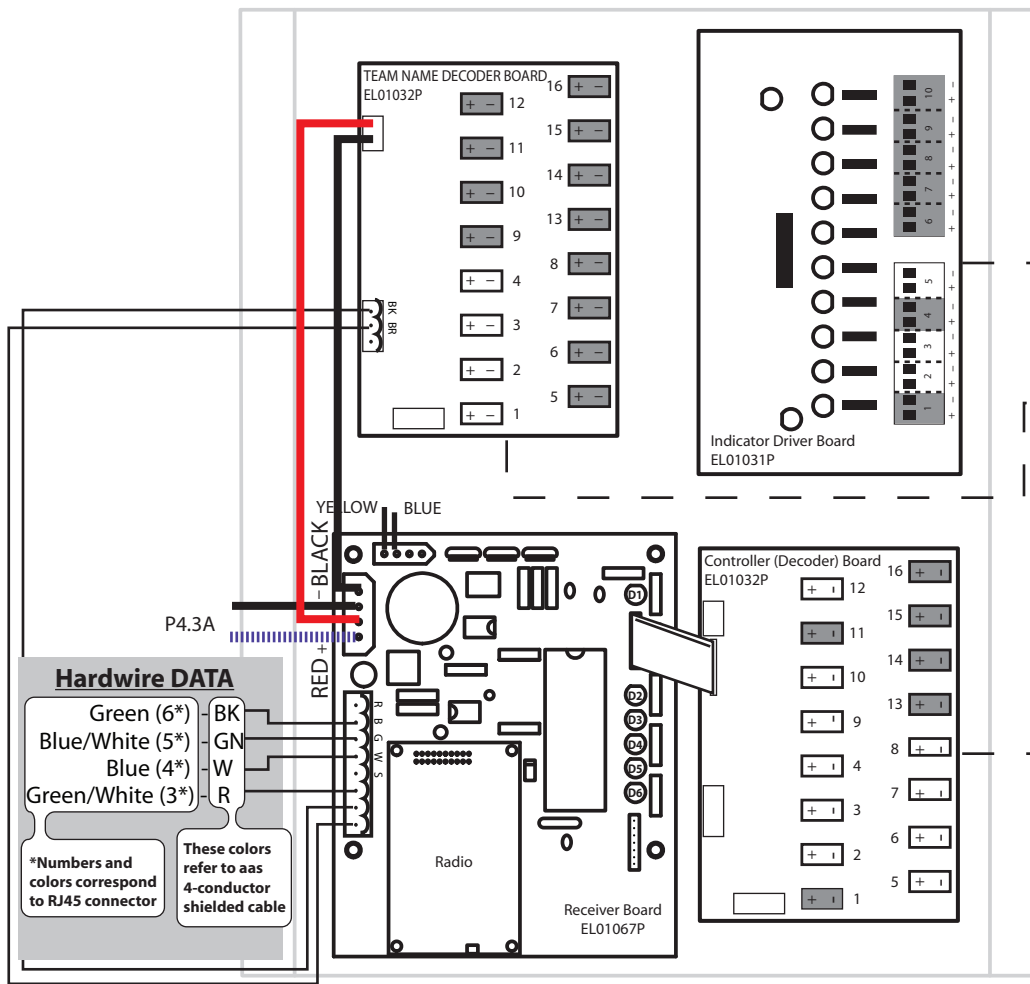 TEAM NAME DECODER BOARD
EL01032P
16 + -
+ - 12
15 + -
+ - 11
14 + -
+ - 10
13 + -
+ - 9
8 + -
+ - 4
7 + -
+ - 3
6 + -
+ - 2
5 + -
+ - 1
BK BR
10 - +
9 - +
8 - +
7 - +
6 - +
5 - +
4 - +
3 - +
2 - +
1 - +
Indicator Driver Board
EL01031P
YELLOW
BLUE
RED + – BLACK
P4.3A
Hardwire DATA
Green (6*) - BK
Blue/White (5*) - GN
Blue (4*) - W
Green/White (3*) - R
*Numbers and
colors correspond
to RJ45 connector
These colors
refer to aas
4-conductor
shielded cable
R B G W S
D1
D2
D3
D4
D5
D6
Radio
Receiver Board
EL01067P
Controller (Decoder) Board
EL01032P
16 + -
+ - 12
15 + -
+ - 11
14 + -
+ - 10
13 + -
+ - 9
8 + -
+ - 4
7 + -
+ - 3
6 + -
+ - 2
5 + -
+ - 1